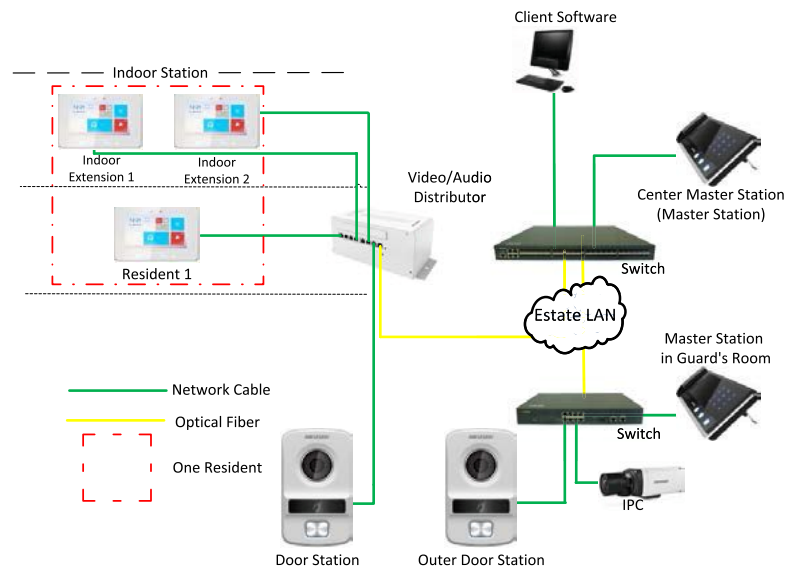 Client Software
Indoor Station
Indoor
Extension 1
Indoor
Extension 2
Video/Audio
Distributor
Center Master Station
(Master Station)
Resident 1
Switch
Estate LAN
Master Station
in Guard's Room
Network Cable
Optical Fiber
One Resident
Switch
IPC
Door Station
Outer Door Station